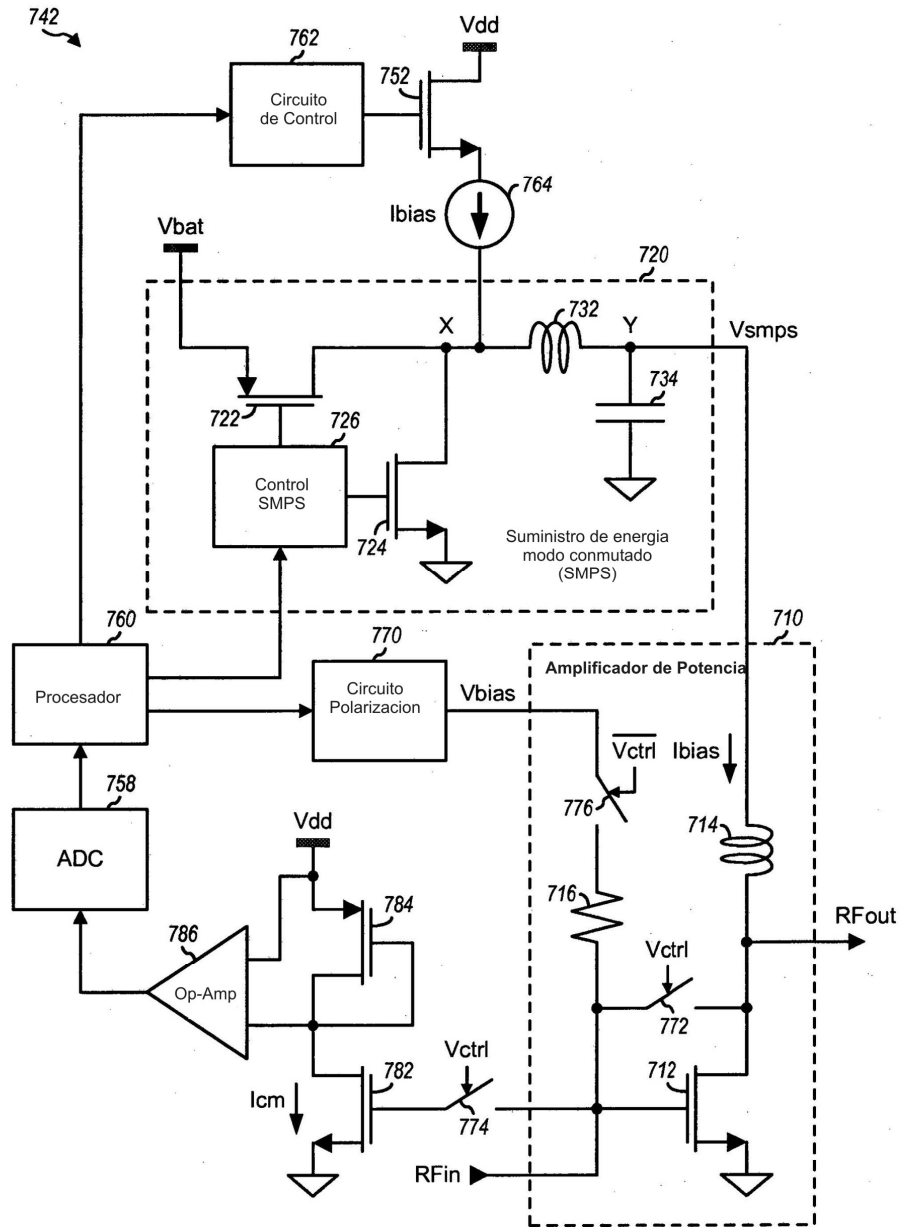 742
762
Circuito
de Control
752
Vdd
764
Ibias
Vbat
720
X
732
Y
Vsmps
734
722
726
Control
SMPS
724
Suministro de energia
modo conmutado
(SMPS)
760
Procesador
770
Circuito
Polarizacion
Vbias
710
Amplificador de Potencia
Vctrl
776
Ibias
714
758
ADC
Vdd
784
716
RFout
786
Op-Amp
Vctrl
772
782
Vctrl
774
712
Icm
RFin